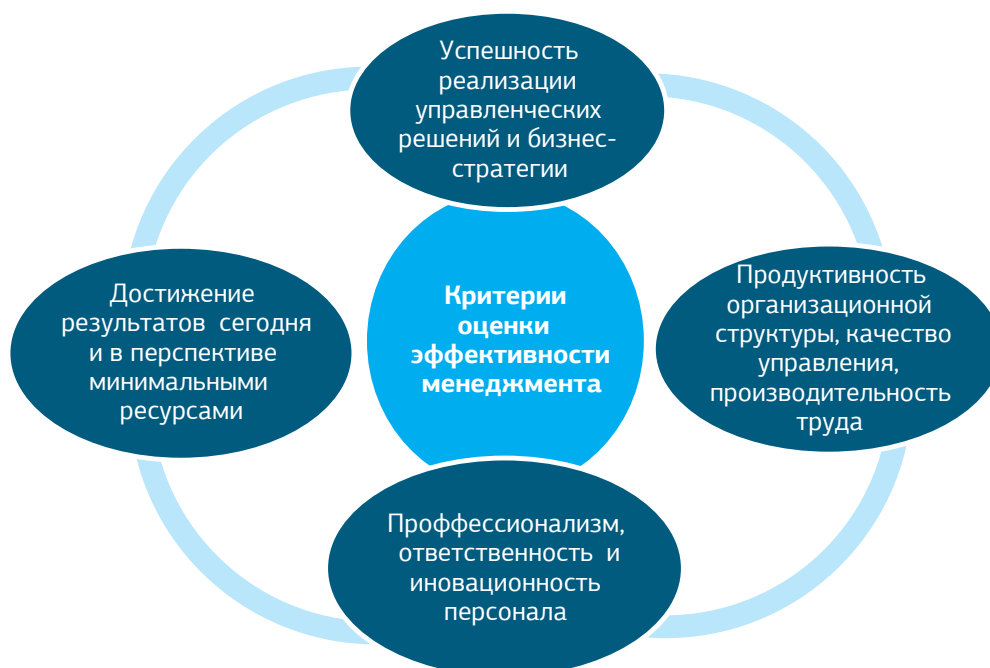 Успешность
реализации
управленческих
решений и бизнес-
стратегии
Достижение
результатов сегодня
и в перспективе
минимальными
ресурсами
Критерии
оценки
эффективности
менеджмента
Продуктивность
организационной
структуры, качество
управления,
производительность
труда
Проффессионализм,
ответственность и
иновационность
персонала